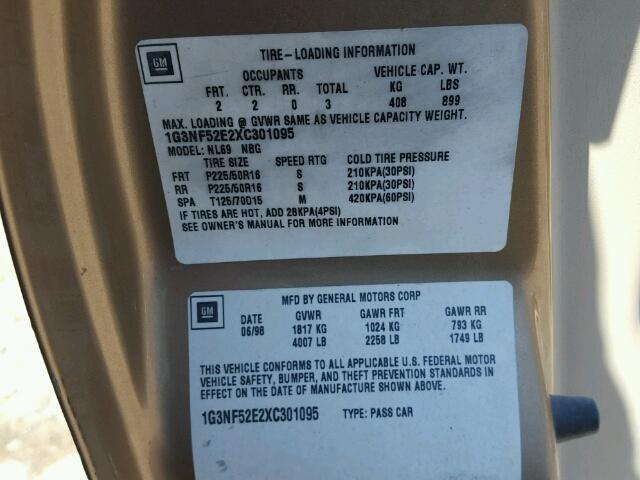 GM
TIRE-LOADING INFORMATION
OCCUPANTS VEHICLE CAP. WT.
FRT. CTR. RR. TOTAL KG LBS
2 2 0 3 408 899
MAX. LOADING @ GVWR SAME AS VEHICLE CAPACITY WEIGHT.
1G3NF52E2XC301095
MODEL: NL69 NBG
TIRE SIZE SPEED RTG COLD TIRE PRESSURE
FRT P225/50R16 S 210KPA(30PSI)
RR P225/50R16 S 210KPA(30PSI)
SPA T125/70D15 M 420KPA(60PSI)
IF TIRES ARE HOT, ADD 28KPA(4PSI)
SEE OWNER'S MANUAL FOR MORE INFORMATION
GM
MFD BY GENERAL MOTORS CORP
DATE GVWR GAWR FRT GAWR RR
06/98 1817 KG 1024 KG 793 KG
4007 LB 2258 LB 1749 LB
THIS VEHICLE CONFORMS TO ALL APPLICABLE U.S. FEDERAL MOTOR
VEHICLE SAFETY, BUMPER, AND THEFT PREVENTION STANDARDS IN
EFFECT ON THE DATE OF MANUFACTURE SHOWN ABOVE.
1G3NF52E2XC301095 TYPE: PASS CAR